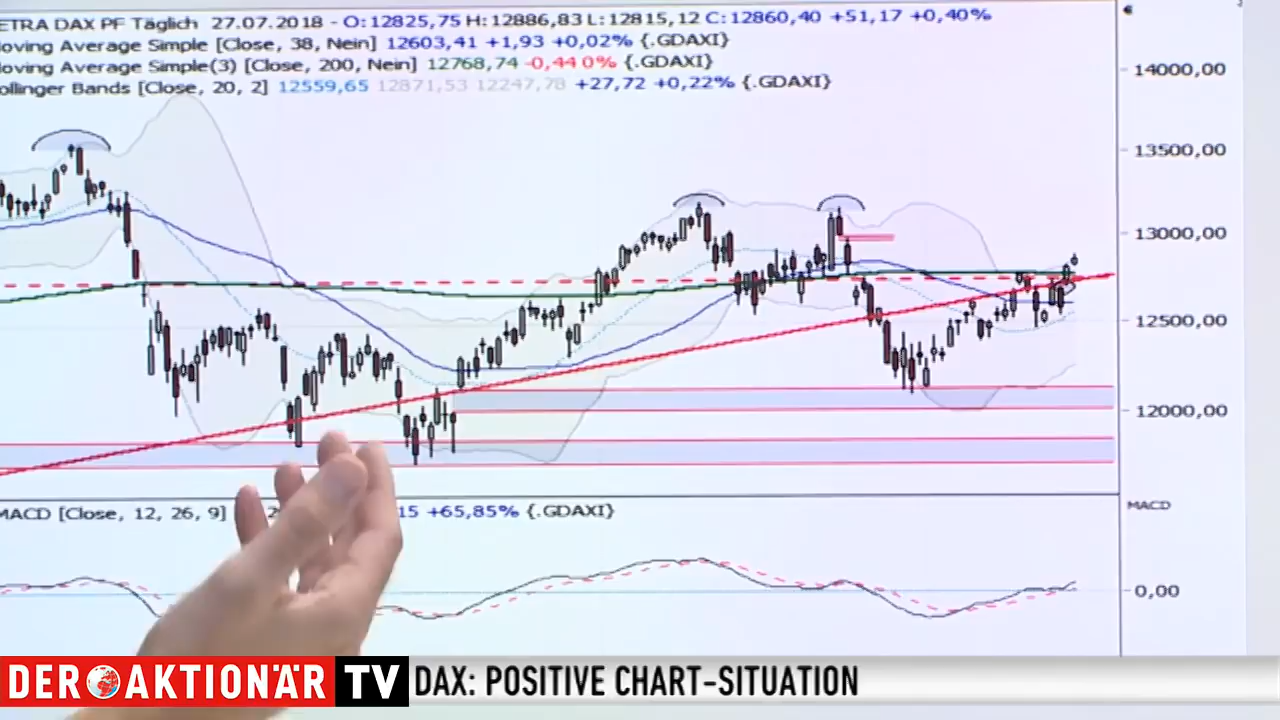 ETRA DAX PF Täglich 27.07.2018 - O:12825,75 H:12886,83 L:12815,12 C:12860,40 +51,17 +0,40%
oving Average Simple [Close, 38, Nein] 12603,41 +1,93 +0,02% {.GDAXI}
oving Average Simple(3) [Close, 200, Nein] 12768,74 -0,44 0% {.GDAXI}
ollinger Bands [Close, 20, 2] 12559,65 12871,53 12247,78 +27,72 +0,22% {.GDAXI}
€
14000,00
13500,00
13000,00
12500,00
12000,00
MACD [Close, 12, 26, 9] 2 15 +65,85% {.GDAXI}
MACD
0,00
DER AKTIONÄR TV
DAX: POSITIVE CHART-SITUATION